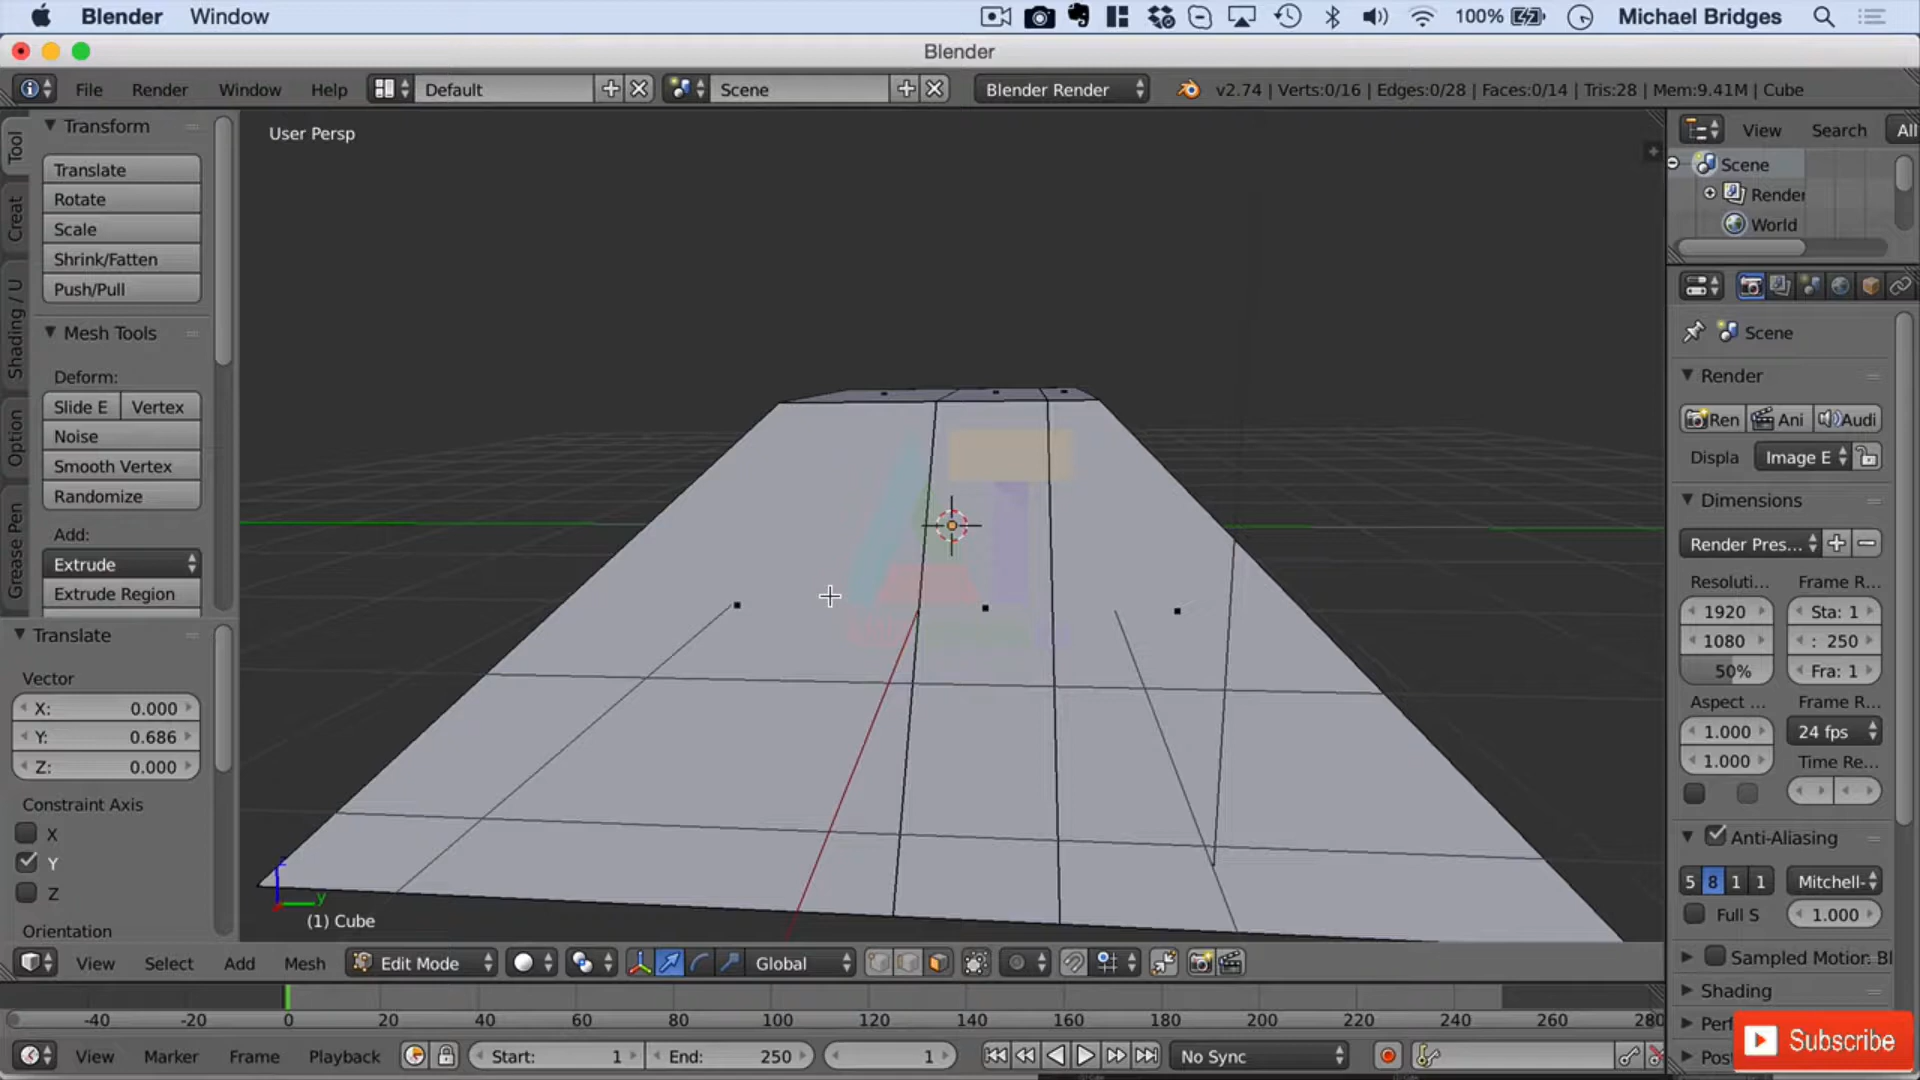 Blender Window 100% Michael Bridges
Blender
File Render Window Help Default Scene Blender Render v2.74 | Verts:0/16 | Edges:0/28 | Faces:0/14 | Tris:28 | Mem:9.41M | Cube
User Persp
Tool
Creat
Shading / U
Option
Grease Pen
Transform
Translate
Rotate
Scale
Shrink/Fatten
Push/Pull
Mesh Tools
Deform:
Slide E Vertex
Noise
Smooth Vertex
Randomize
Add:
Extrude
Extrude Region
Translate
Vector
X: 0.000
Y: 0.686
Z: 0.000
Constraint Axis
X
Y
Z
Orientation
z
y
(1) Cube
View Search All
Scene
Render
World
Scene
Render
Ren Ani Audi
Displa Image E
Dimensions
Render Pres...
Resoluti... Frame R...
1920 Sta: 1
1080 : 250
50% Fra: 1
Aspect ... Frame R...
1.000 24 fps
1.000 Time Re...
Anti-Aliasing
5 8 1 1 Mitchell-
Full S 1.000
Sampled Motion Bl
Shading
Perf
Post
Subscribe
View Select Add Mesh Edit Mode Global
-40 -20 0 20 40 60 80 100 120 140 160 180 200 220 240 260 280
View Marker Frame Playback Start: 1 End: 250 1 No Sync